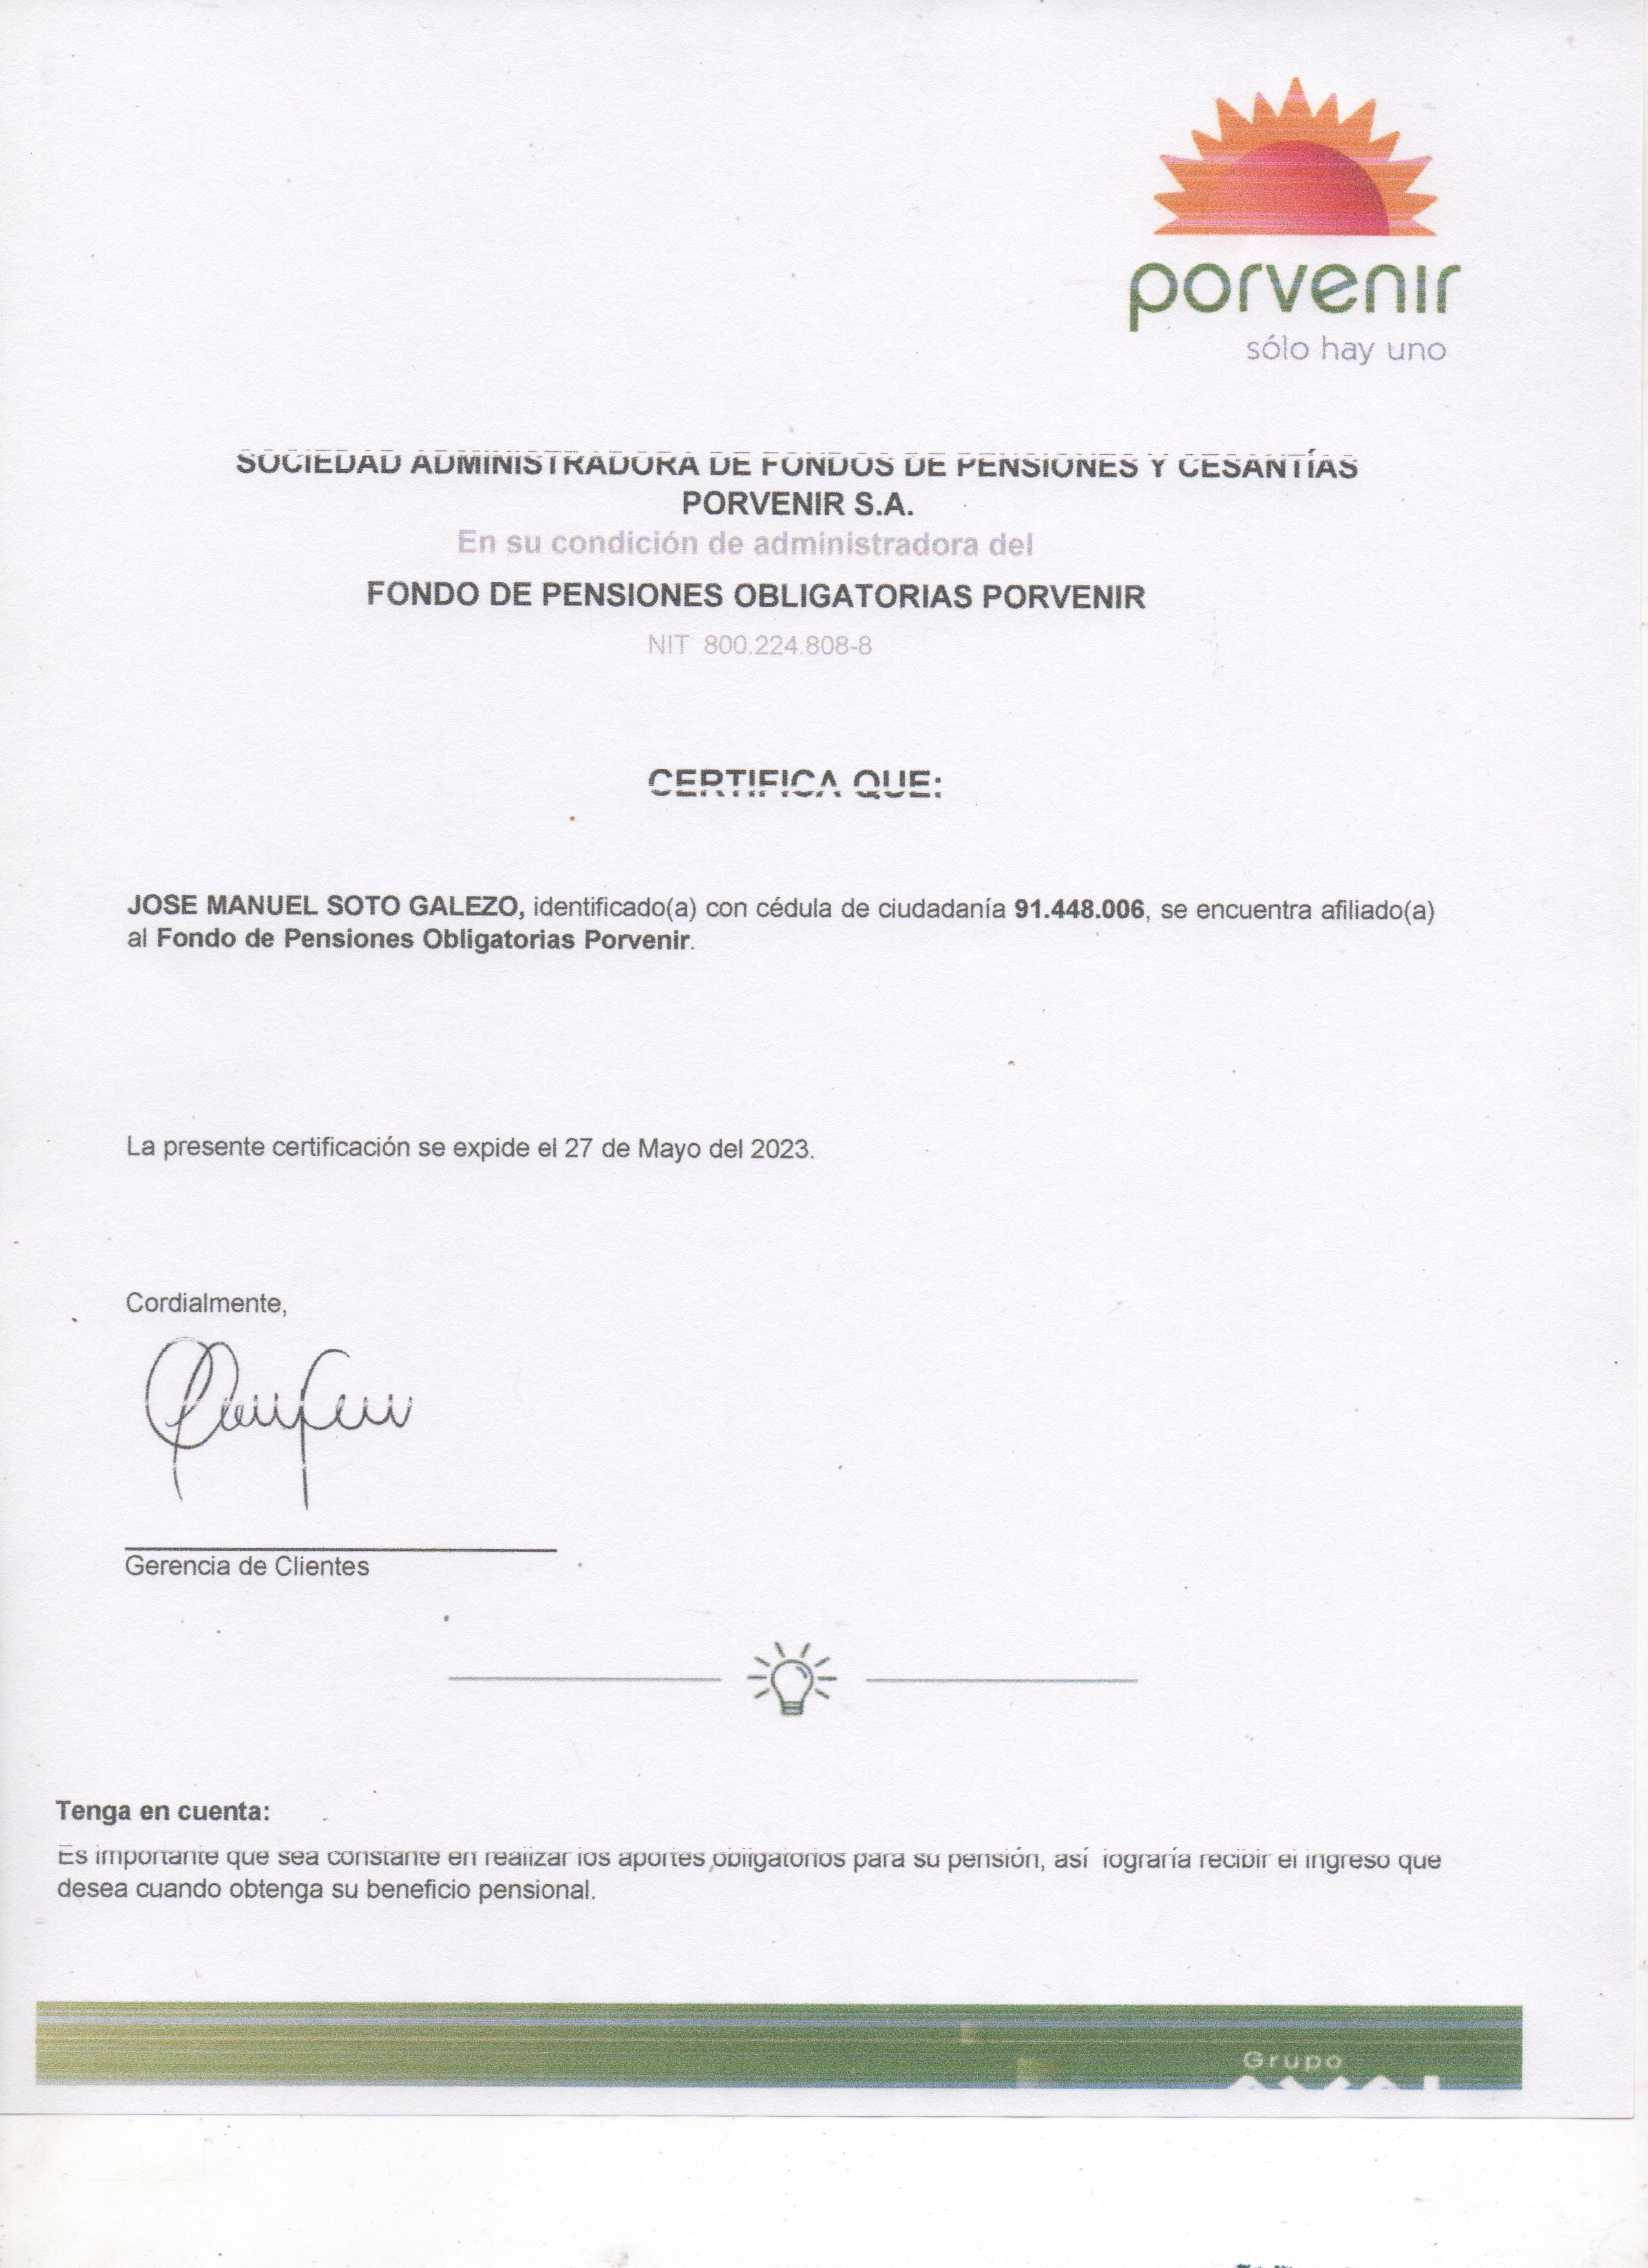 porvenir
sólo hay uno
SOCIEDAD ADMINISTRADORA DE FONDOS DE PENSIONES Y CESANTÍAS
PORVENIR S.A.
En su condición de administradora del
FONDO DE PENSIONES OBLIGATORIAS PORVENIR
NIT 800.224.808-8
CERTIFICA QUE:
JOSE MANUEL SOTO GALEZO, identificado(a) con cédula de ciudadanía 91.448.006, se encuentra afiliado(a)
al Fondo de Pensiones Obligatorias Porvenir.
La presente certificación se expide el 27 de Mayo del 2023.
Cordialmente,
Gerencia de Clientes
Tenga en cuenta:
Es importante que sea constante en realizar los aportes obligatorios para su pensión, así lograría recibir el ingreso que
desea cuando obtenga su beneficio pensional.
Grupo